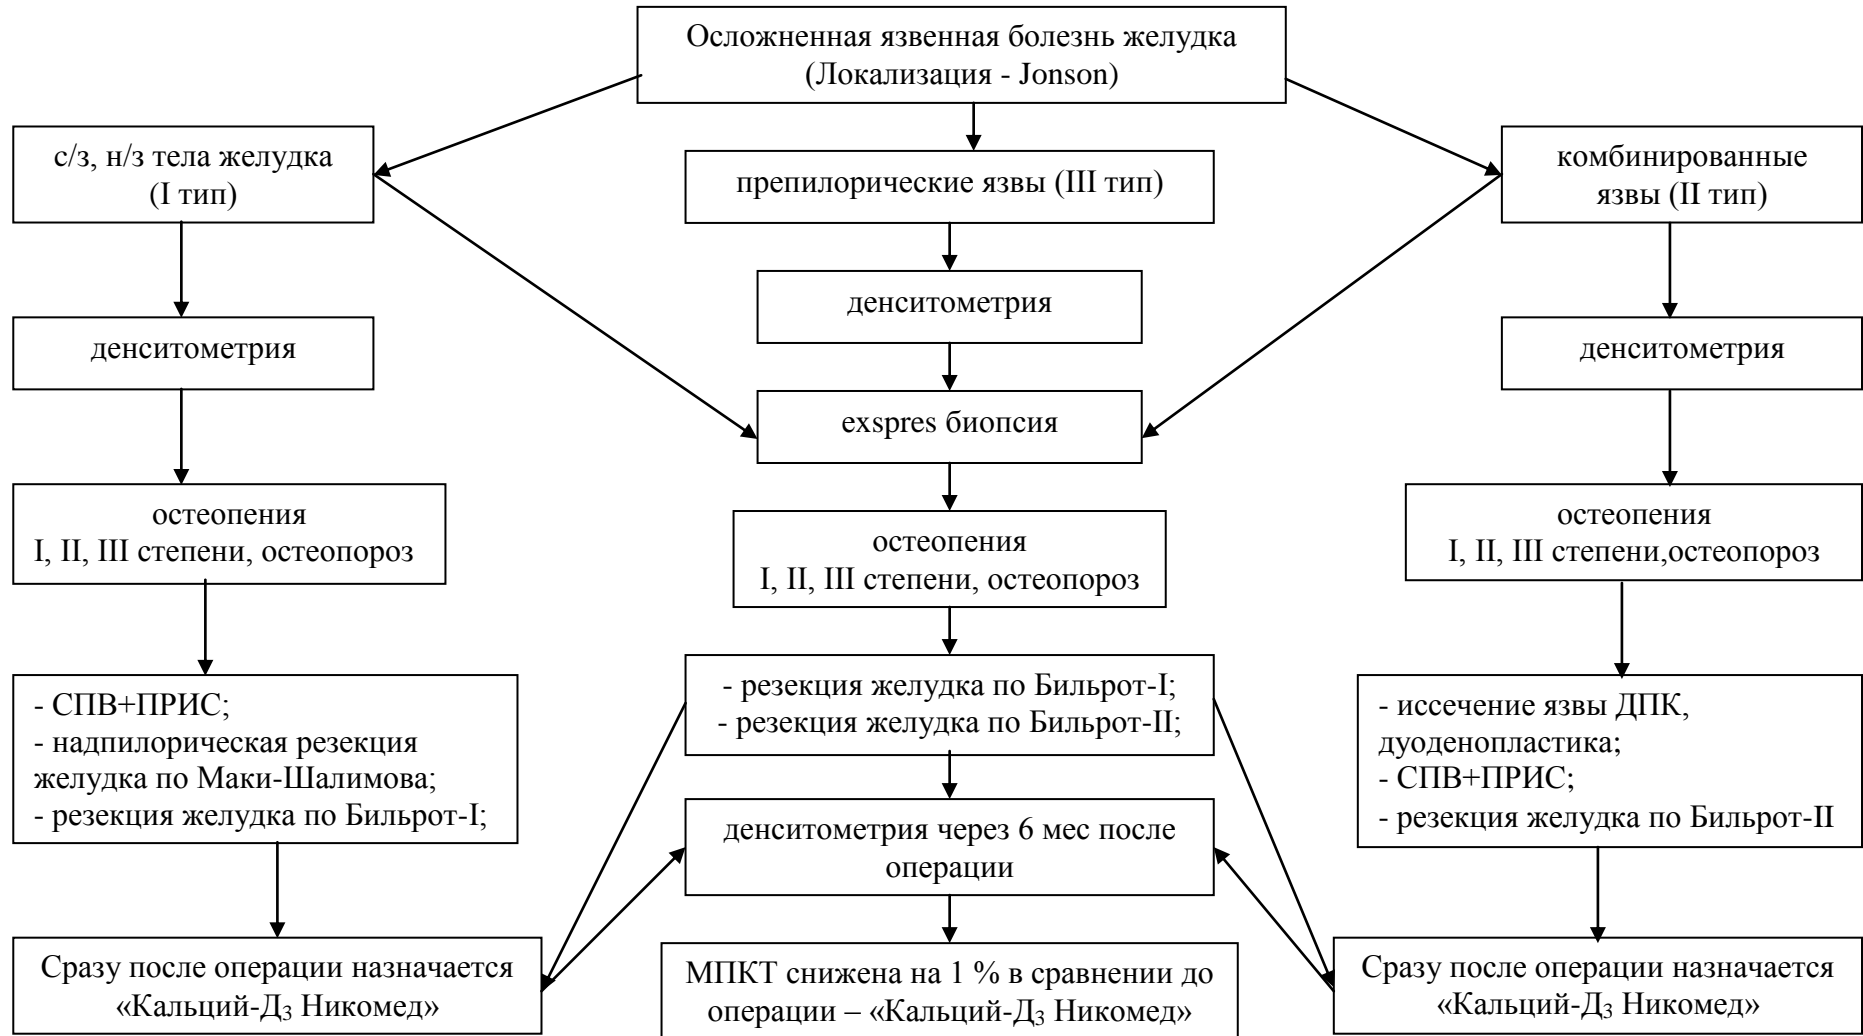 Осложненная язвенная болезнь желудка
(Локализация - Jonson)
с/з, н/з тела желудка
(I тип)
препилорические язвы (III тип)
комбинированные
язвы (II тип)
денситометрия
денситометрия
денситометрия
exspres биопсия
остеопения
I, II, III степени, остеопороз
остеопения
I, II, III степени, остеопороз
остеопения
I, II, III степени,остеопороз
- СПВ+ПРИС;
- надпилорическая резекция
желудка по Маки-Шалимова;
- резекция желудка по Бильрот-I;
- резекция желудка по Бильрот-I;
- резекция желудка по Бильрот-II;
- иссечение язвы ДПК,
дуоденопластика;
- СПВ+ПРИС;
- резекция желудка по Бильрот-II
денситометрия через 6 мес после
операции
Сразу после операции назначается
«Кальций-Д₃ Никомед»
МПКТ снижена на 1 % в сравнении до
операции – «Кальций-Д₃ Никомед»
Сразу после операции назначается
«Кальций-Д₃ Никомед»